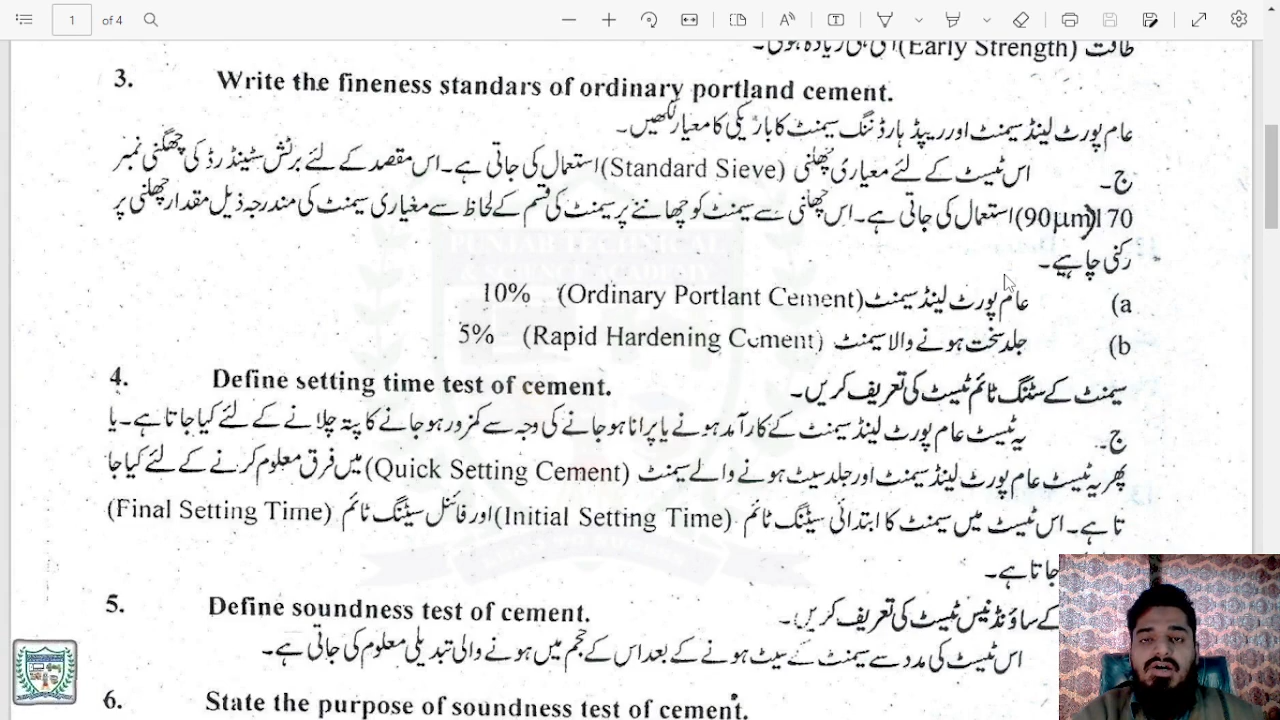 1 of 4
طاقت (Early Strength)
3. Write the fineness standars of ordinary portland cement.
عام پورٹ لینڈ سیمنٹ اور ریپڈ ہارڈننگ سیمنٹ کا باریکی کا معیار لکھیں۔
ج۔ اس ٹیسٹ کے لئے معیاری چھلنی (Standard Sieve) استعمال کی جاتی ہے۔ اس مقصد کے لئے برٹش سٹینڈرڈ کی چھلنی نمبر
170 (90μm) استعمال کی جاتی ہے۔ اس چھلنی سے سیمنٹ کو چھاننے پر سیمنٹ کی قسم کے لحاظ سے معیاری سیمنٹ کی مندرجہ ذیل مقدار چھلنی پر
رکنی چاہیے۔
a) عام پورٹ لینڈ سیمنٹ (Ordinary Portlant Cement) 10%
b) جلد سخت ہونے والا سیمنٹ (Rapid Hardening Cement) 5%
4. Define setting time test of cement. سیمنٹ کے سٹنگ ٹائم ٹیسٹ کی تعریف کریں۔
ج۔ یہ ٹیسٹ عام پورٹ لینڈ سیمنٹ کے کارآمد ہونے یا پرانا ہو جانے کی وجہ سے کمزور ہو جانے کا پتہ چلانے کے لئے کیا جاتا ہے۔ یا
پھر یہ ٹیسٹ عام پورٹ لینڈ سیمنٹ اور جلد سیٹ ہونے والے سیمنٹ (Quick Setting Cement) میں فرق معلوم کرنے کے لئے کیا جا
تا ہے۔ اس ٹیسٹ میں سیمنٹ کا ابتدائی سیٹنگ ٹائم (Initial Setting Time) اور فائنل سیٹنگ ٹائم (Final Setting Time)
جاتا ہے۔
5. Define soundness test of cement. کے ساؤنڈنیس ٹیسٹ کی تعریف کریں۔
اس ٹیسٹ کی مدد سے سیمنٹ کے سیٹ ہونے کے بعد اس کے حجم میں ہونے والی تبدیلی معلوم کی جاتی ہے۔
6. State the purpose of soundness test of cement.
PUNJAB TECHNICAL
& SCIENCE ACADEMY